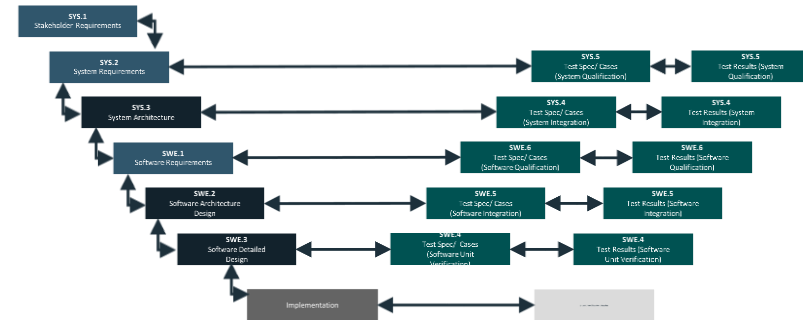 SYS.1
Stakeholder Requirements
SYS.2
System Requirements
SYS.5
Test Spec/ Cases
(System Qualification)
SYS.5
Test Results (System
Qualification)
SYS.3
System Architecture
SYS.4
Test Spec/ Cases
(System Integration)
SYS.4
Test Results (System
Integration)
SWE.1
Software Requirements
SWE.6
Test Spec/ Cases
(Software Qualification)
SWE.6
Test Results (Software
Qualification)
SWE.2
Software Architecture
Design
SWE.5
Test Spec/ Cases
(Software Integration)
SWE.5
Test Results (Software
Integration)
SWE.3
Software Detailed
Design
SWE.4
Test Spec/ Cases
(Software Unit
Verification)
SWE.4
Test Results (Software
Unit Verification)
Implementation